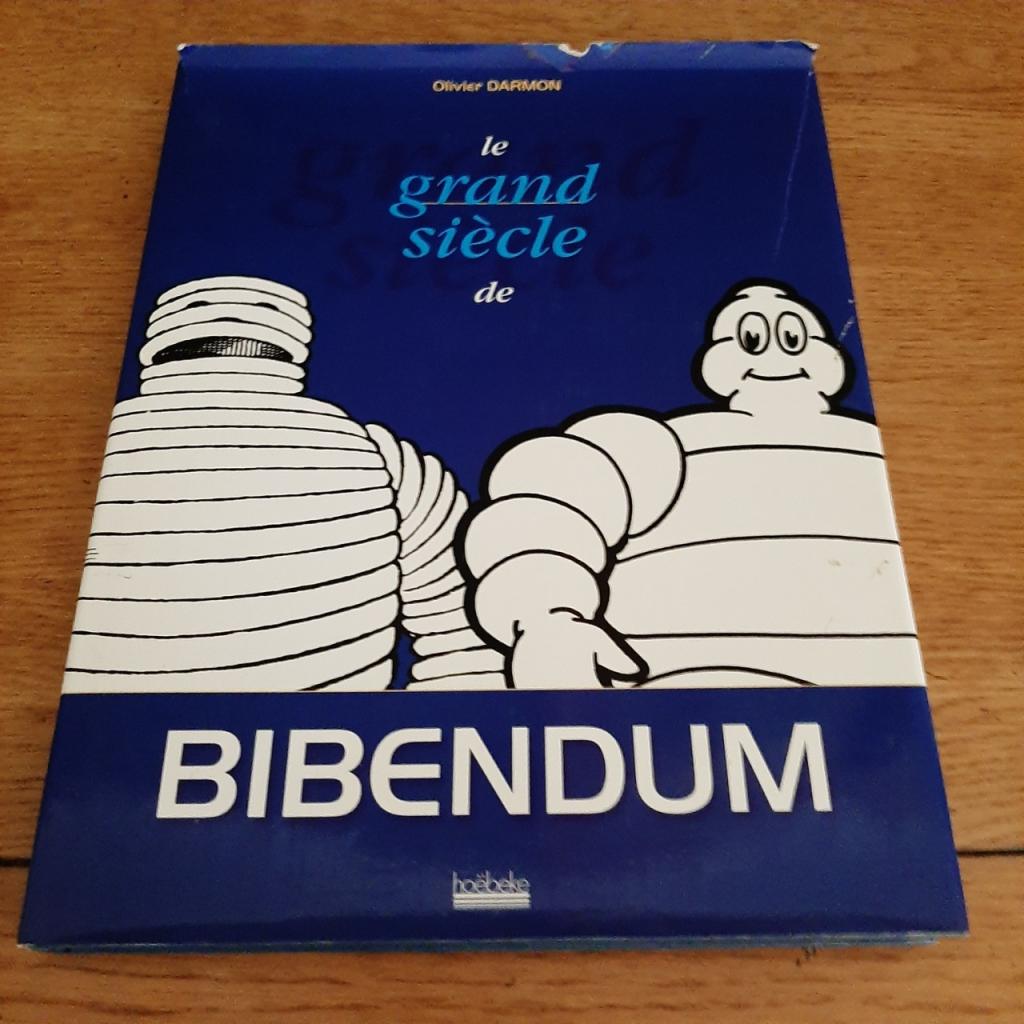 Olivier DARMON
le
grand
siècle
de
BIBENDUM
hoëbeke